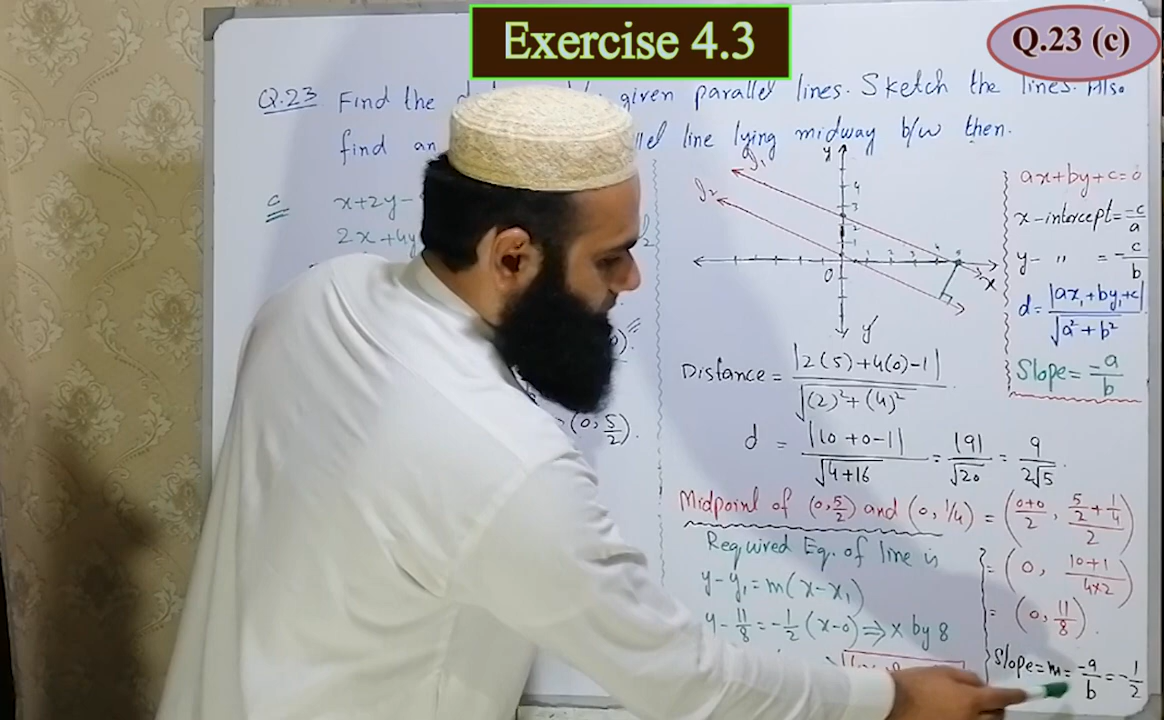 Exercise 4.3
Q.23 (c)
Q.23 Find the given parallel lines. Sketch the lines. Also
find an line lying midway b/w then.
c x+2y-
2x+4y
(0, 5/2).
y
l₁
l₂
4
3
2
1
0
x
y'
ax+by+c=0
x-intercept = -c/a
y- " = -c/b
d = |ax₁+by₁+c| / √(a²+b²)
Slope = -a/b
Distance = |2(5)+4(0)-1| / √((2)²+(4)²)
d = |10+0-1| / √(4+16) = |9|/√20 = 9/2√5.
Midpoint of (0, 5/2) and (0, 1/4) = ((0+0)/2, (5/2+1/4)/2)
= (0, (10+1)/(4×2))
= (0, 11/8).
Slope = m = -a/b = -1/2
Required Eq. of line is
y-y₁=m(x-x₁)
y-11/8=-1/2(x-0) ⇒ x by 8